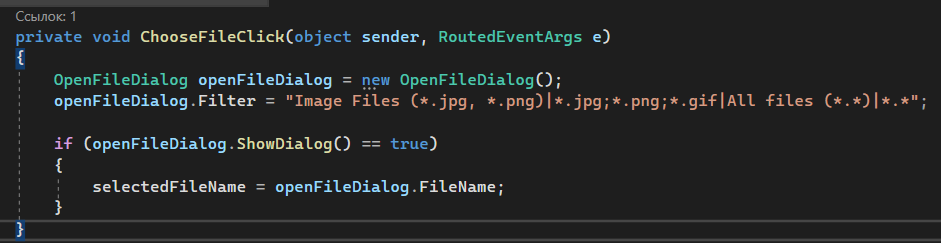 Ссылок: 1
private void ChooseFileClick(object sender, RoutedEventArgs e)
{
OpenFileDialog openFileDialog = new OpenFileDialog();
openFileDialog.Filter = "Image Files (*.jpg, *.png)|*.jpg;*.png;*.gif|All files (*.*)|*.*";
if (openFileDialog.ShowDialog() == true)
{
selectedFileName = openFileDialog.FileName;
}
}